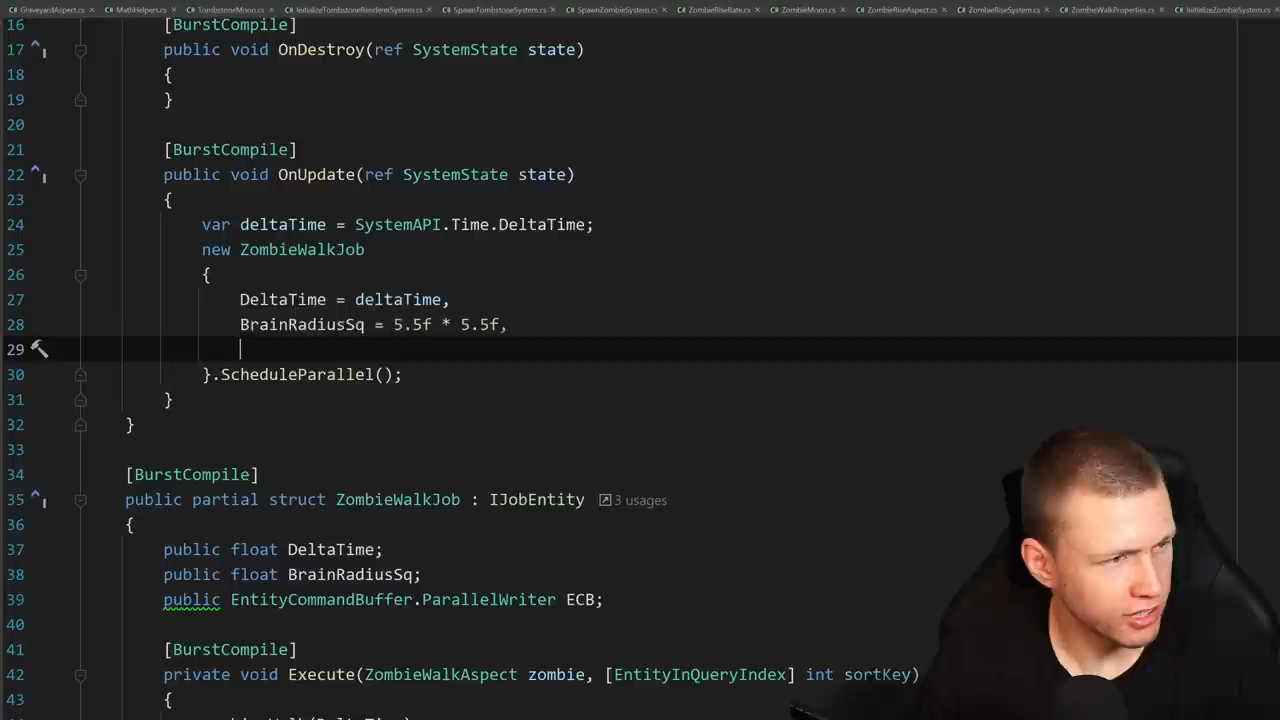 GraveyardAspect.cs × MathHelpers.cs × TombstoneMono.cs × InitializeTombstoneRendererSystem.cs × SpawnTombstoneSystem.cs × SpawnZombieSystem.cs × ZombieRiseRate.cs × ZombieMono.cs × ZombieRiseAspect.cs × ZombieRiseSystem.cs × ZombieWalkProperties.cs × InitializeZombieSystem.cs ×
16 [BurstCompile]
17 public void OnDestroy(ref SystemState state)
18 {
19 }
20
21 [BurstCompile]
22 public void OnUpdate(ref SystemState state)
23 {
24 var deltaTime = SystemAPI.Time.DeltaTime;
25 new ZombieWalkJob
26 {
27 DeltaTime = deltaTime,
28 BrainRadiusSq = 5.5f * 5.5f,
29
30 }.ScheduleParallel();
31 }
32 }
33
34 [BurstCompile]
35 public partial struct ZombieWalkJob : IJobEntity 3 usages
36 {
37 public float DeltaTime;
38 public float BrainRadiusSq;
39 public EntityCommandBuffer.ParallelWriter ECB;
40
41 [BurstCompile]
42 private void Execute(ZombieWalkAspect zombie, [EntityInQueryIndex] int sortKey)
43 {